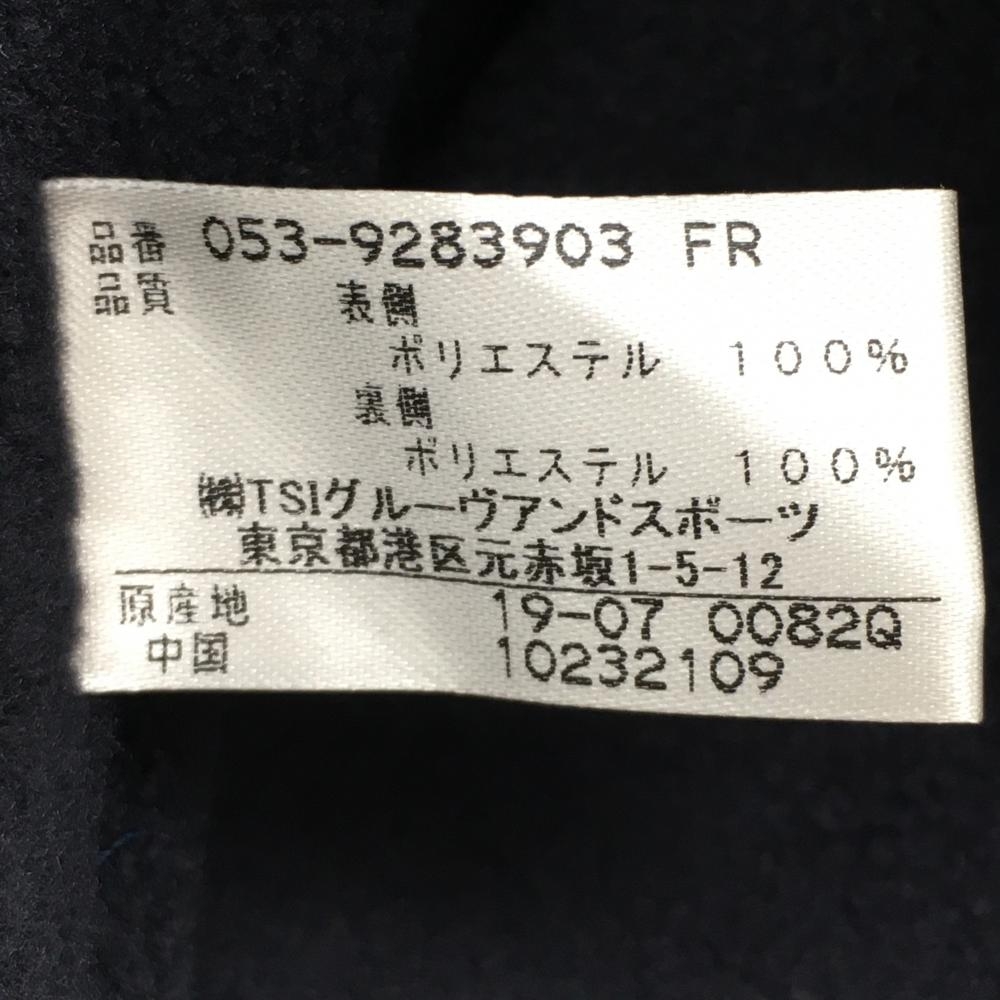 品番 053-9283903 FR
品質
表側
ポリエステル 100%
裏側
ポリエステル 100%
㈱TSIグルーヴアンドスポーツ
東京都港区元赤坂1-5-12
原産地 19-07 0082Q
中国 10232109